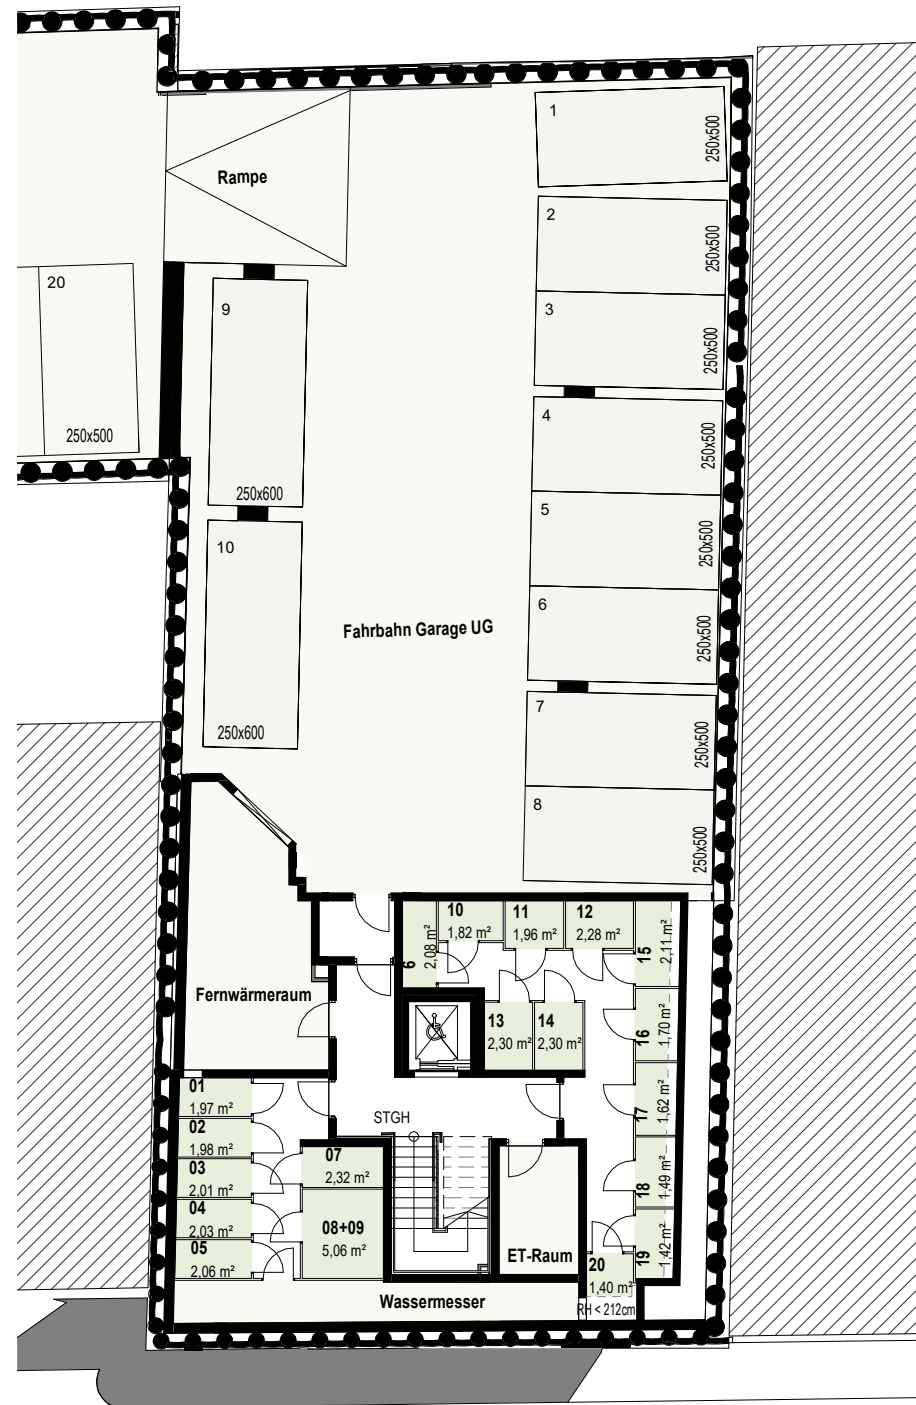 Rampe
1
250x500
2
250x500
3
250x500
4
250x500
5
250x500
6
250x500
7
250x500
8
250x500
20
250x500
9
250x600
10
250x600
Fahrbahn Garage UG
Fernwärmeraum
6
2,08 m²
10
1,82 m²
11
1,96 m²
12
2,28 m²
15
2,11 m²
13
2,30 m²
14
2,30 m²
16
1,70 m²
17
1,62 m²
18
1,49 m²
19
1,42 m²
20
1,40 m²
RH < 212cm
01
1,97 m²
02
1,98 m²
03
2,01 m²
04
2,03 m²
05
2,06 m²
STGH
07
2,32 m²
08+09
5,06 m²
ET-Raum
Wassermesser